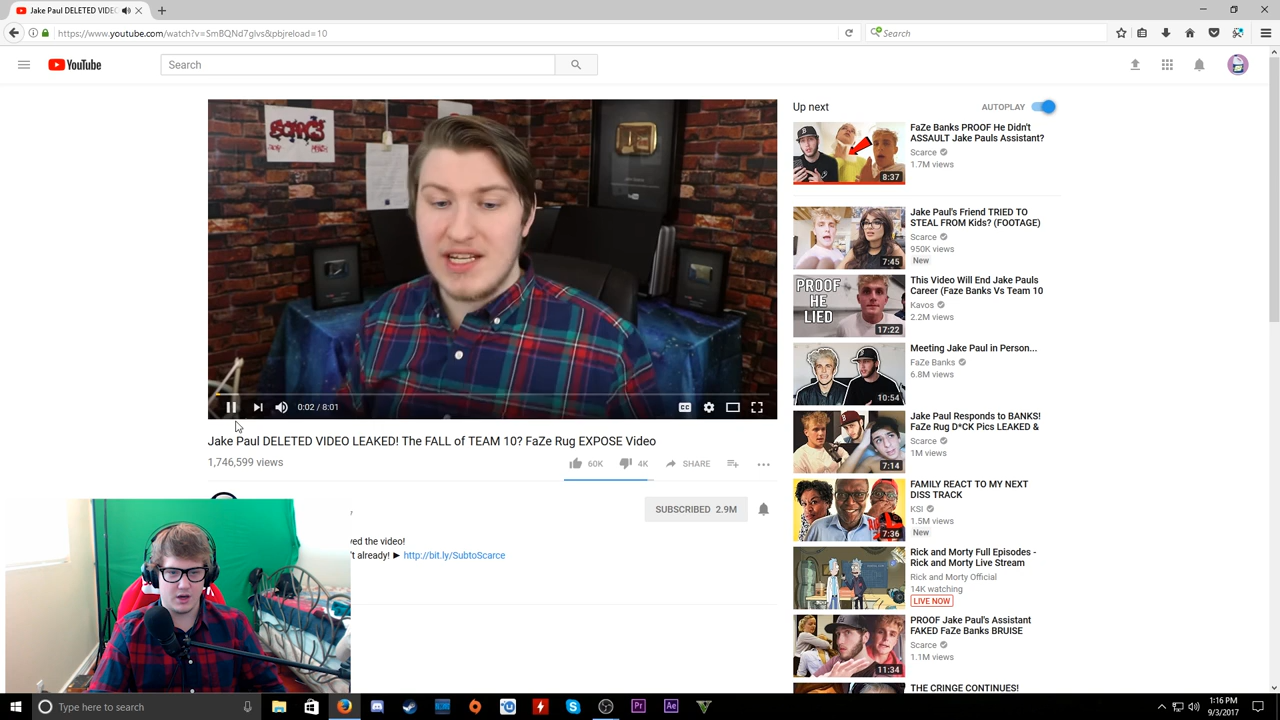 Jake Paul DELETED VIDEO
https://www.youtube.com/watch?v=SmBQNd7glvs&pbjreload=10
Search
YouTube
Search
Up next
AUTOPLAY
FaZe Banks PROOF He Didn't
ASSAULT Jake Pauls Assistant?
Scarce
1.7M views
8:37
Jake Paul's Friend TRIED TO
STEAL FROM Kids? (FOOTAGE)
Scarce
950K views
New
7:45
PROOF
HE
LIED
This Video Will End Jake Pauls
Career (Faze Banks Vs Team 10
Kavos
2.2M views
17:22
Meeting Jake Paul in Person...
FaZe Banks
6.8M views
10:54
Jake Paul Responds to BANKS!
FaZe Rug D*CK Pics LEAKED &
Scarce
1M views
7:14
FAMILY REACT TO MY NEXT
DISS TRACK
KSI
1.5M views
New
7:36
Rick and Morty Full Episodes -
Rick and Morty Live Stream
Rick and Morty Official
14K watching
LIVE NOW
PROOF Jake Paul's Assistant
FAKED FaZe Banks BRUISE
Scarce
1.1M views
11:34
THE CRINGE CONTINUES!
0:02 / 8:01
CC
Jake Paul DELETED VIDEO LEAKED! The FALL of TEAM 10? FaZe Rug EXPOSE Video
1,746,599 views
60K
4K
SHARE
SUBSCRIBED 2.9M
ved the video!
't already! ► http://bit.ly/SubtoScarce
Type here to search
Pr
Ae
1:16 PM
9/3/2017